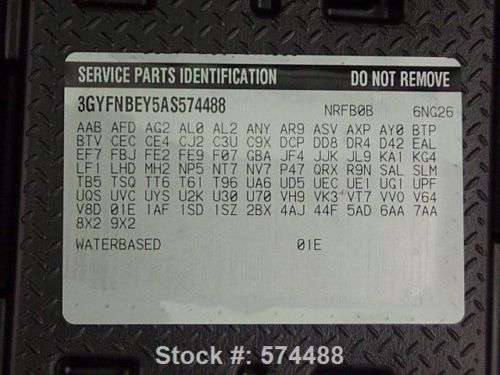 SERVICE PARTS IDENTIFICATION DO NOT REMOVE
3GYFNBEY5AS574488 NRFB0B 6NG26
AAB AFD AG2 AL0 AL2 ANY AR9 ASV AXP AY0 BTP
BTV CEC CE4 CJ2 C3U C9X DCP DD8 DR4 D42 EAL
EF7 FBJ FE2 FE9 F07 GBA JF4 JJK JL9 KA1 KG4
LF1 LHD MH2 NP5 NT7 NV7 P47 QRX R9N SAL SLM
TB5 TSQ TT6 T61 T96 UA6 UD5 UEC UE1 UG1 UPF
UQS UVC UYS U2K U30 U70 VH9 VK3 VT7 VV0 V64
V8D 01E 1AF 1SD 1SZ 2BX 4AJ 44F 5AD 6AA 7AA
8X2 9X2
WATERBASED 01E
Stock #: 574488